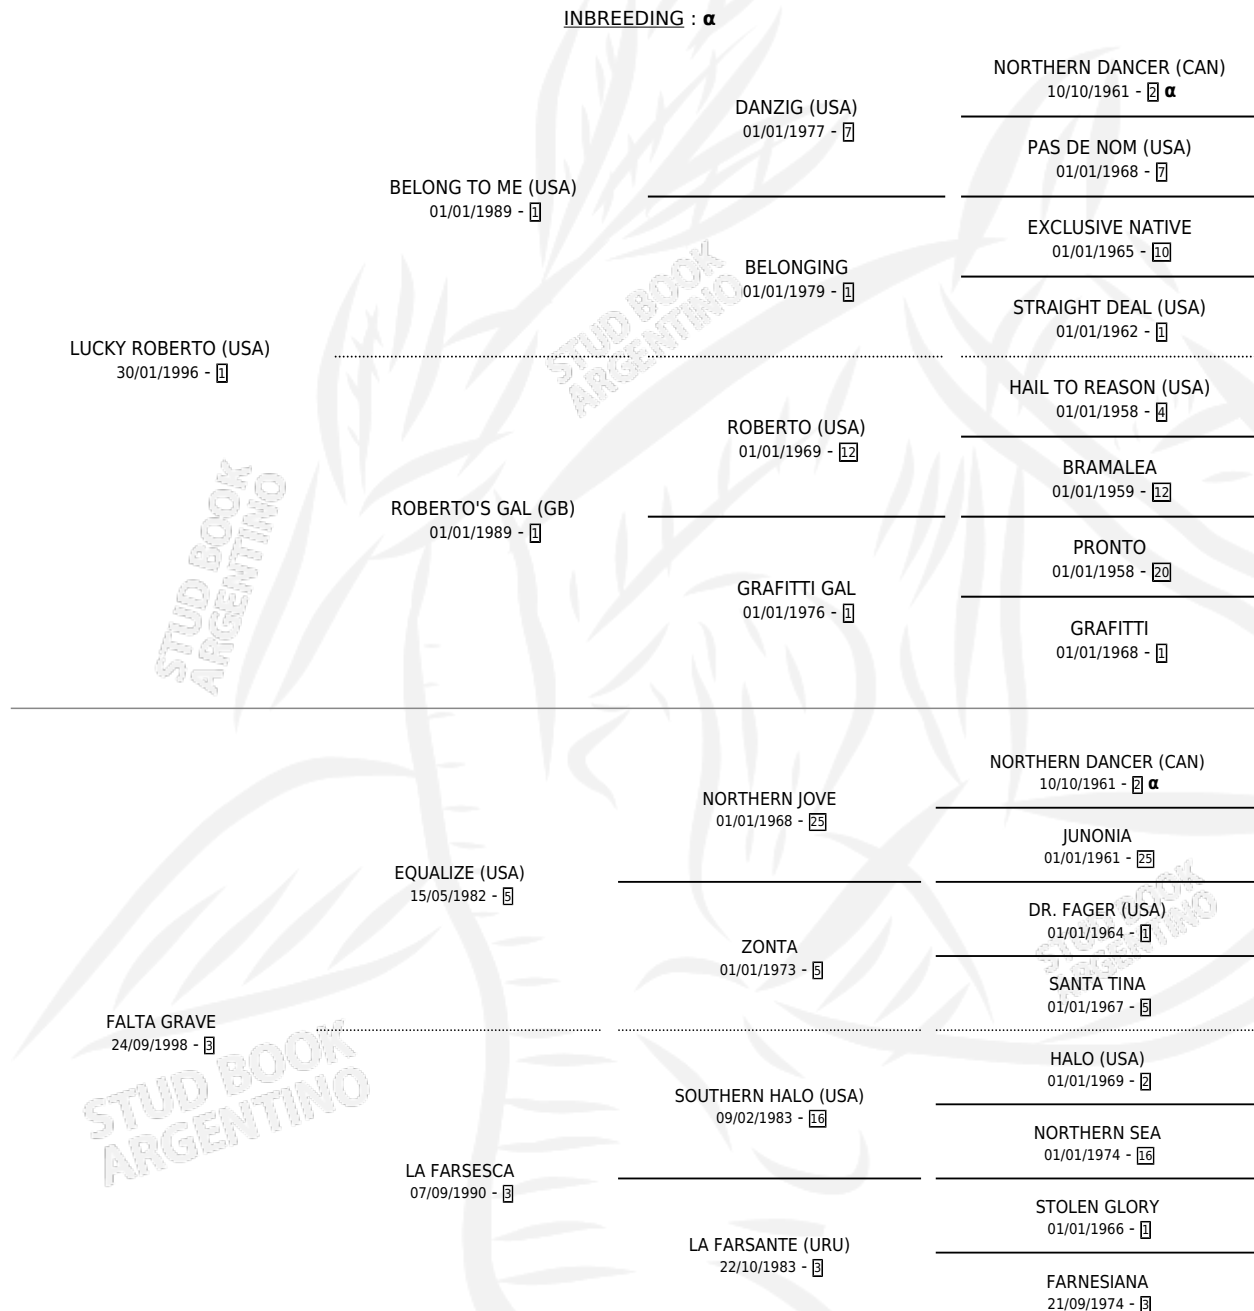 INBREEDING : α
NORTHERN DANCER (CAN)
10/10/1961 - 2 α
DANZIG (USA)
01/01/1977 - 7
PAS DE NOM (USA)
01/01/1968 - 7
BELONG TO ME (USA)
01/01/1989 - 1
EXCLUSIVE NATIVE
01/01/1965 - 10
BELONGING
01/01/1979 - 1
STRAIGHT DEAL (USA)
01/01/1962 - 1
LUCKY ROBERTO (USA)
30/01/1996 - 1
HAIL TO REASON (USA)
01/01/1958 - 4
ROBERTO (USA)
01/01/1969 - 12
BRAMALEA
01/01/1959 - 12
ROBERTO'S GAL (GB)
01/01/1989 - 1
PRONTO
01/01/1958 - 20
GRAFITTI GAL
01/01/1976 - 1
GRAFITTI
01/01/1968 - 1
NORTHERN DANCER (CAN)
10/10/1961 - 2 α
NORTHERN JOVE
01/01/1968 - 25
JUNONIA
01/01/1961 - 25
EQUALIZE (USA)
15/05/1982 - 5
DR. FAGER (USA)
01/01/1964 - 1
ZONTA
01/01/1973 - 5
SANTA TINA
01/01/1967 - 5
FALTA GRAVE
24/09/1998 - 3
HALO (USA)
01/01/1969 - 2
SOUTHERN HALO (USA)
09/02/1983 - 16
NORTHERN SEA
01/01/1974 - 16
LA FARSESCA
07/09/1990 - 3
STOLEN GLORY
01/01/1966 - 1
LA FARSANTE (URU)
22/10/1983 - 3
FARNESIANA
21/09/1974 - 3
STUD BOOK
ARGENTINO
STUD BOOK
ARGENTINO
STUD BOOK
ARGENTINO
STUD BOOK
ARGENTINO